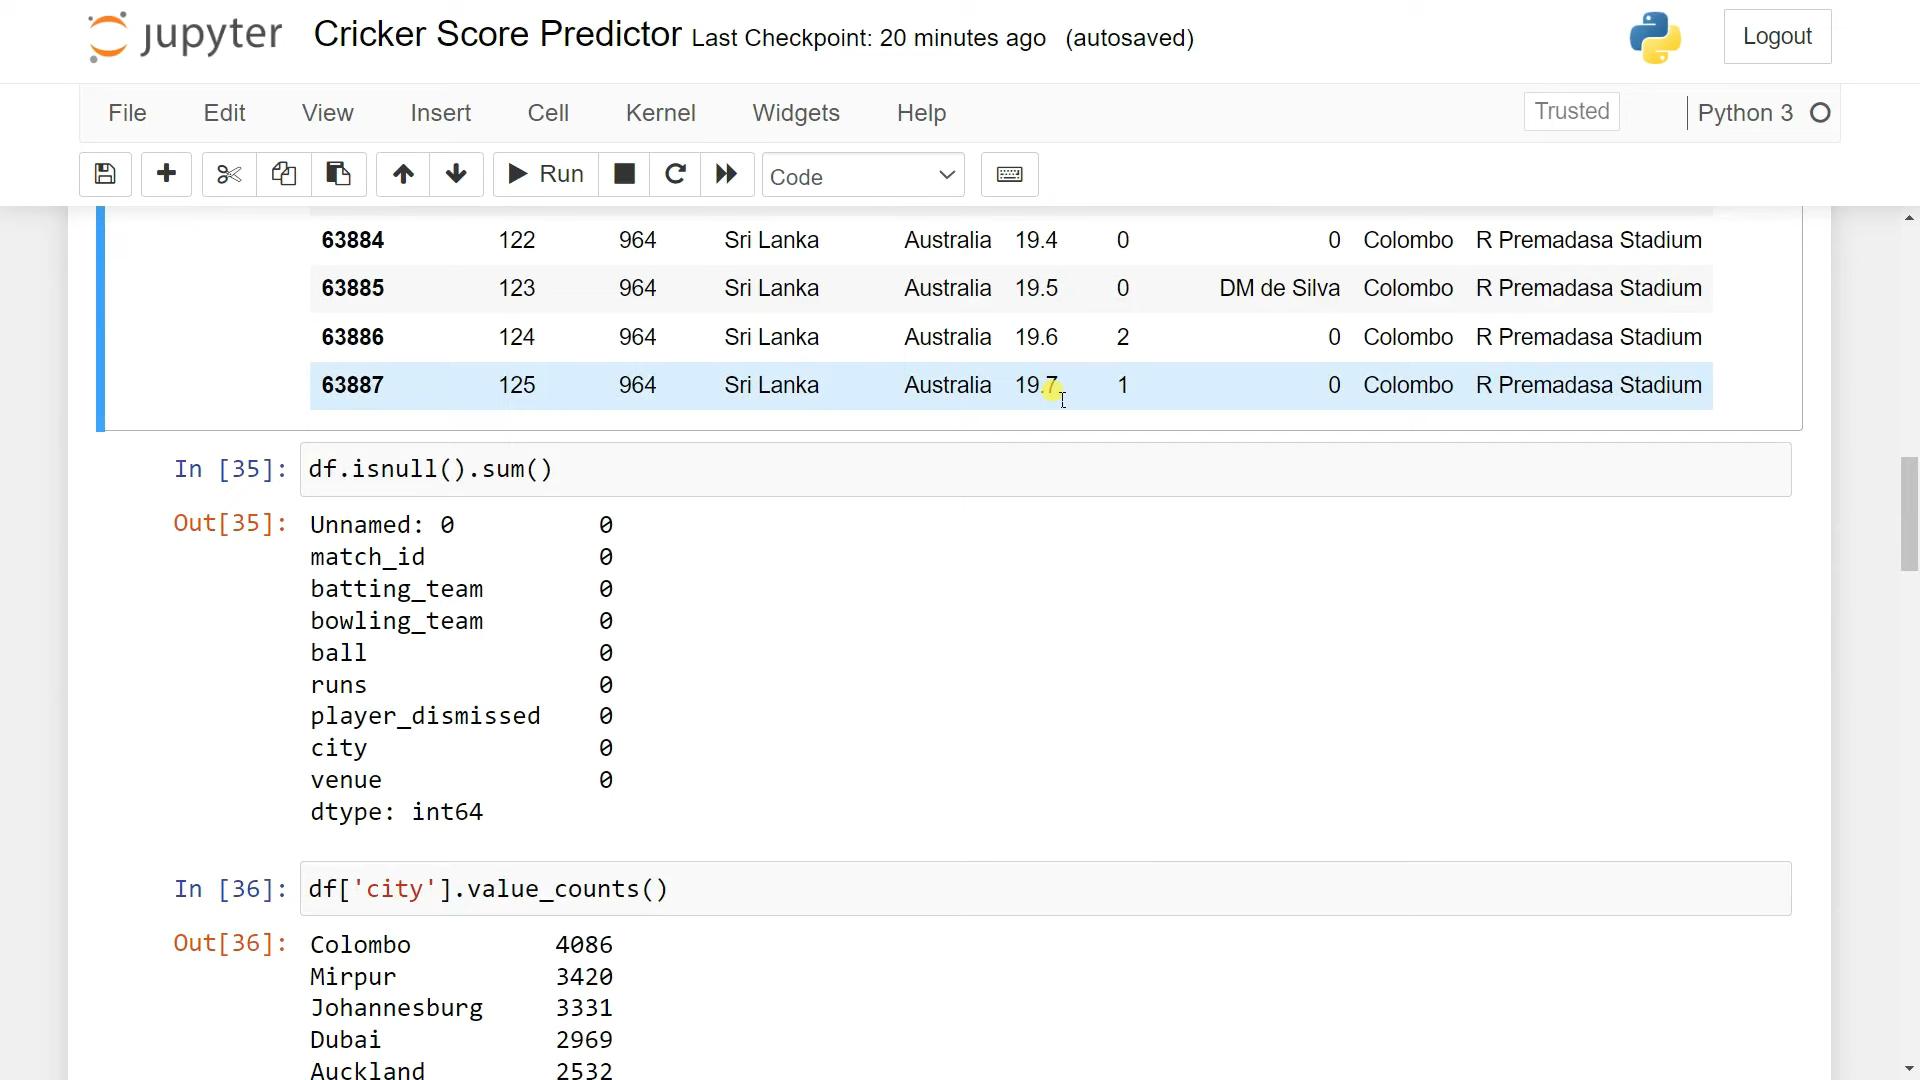 jupyter Cricker Score Predictor Last Checkpoint: 20 minutes ago (autosaved) Logout
File Edit View Insert Cell Kernel Widgets Help Trusted Python 3
Run Code
63884 122 964 Sri Lanka Australia 19.4 0 0 Colombo R Premadasa Stadium
63885 123 964 Sri Lanka Australia 19.5 0 DM de Silva Colombo R Premadasa Stadium
63886 124 964 Sri Lanka Australia 19.6 2 0 Colombo R Premadasa Stadium
63887 125 964 Sri Lanka Australia 19.7 1 0 Colombo R Premadasa Stadium
In [35]: df.isnull().sum()
Out[35]: Unnamed: 0 0
match_id 0
batting_team 0
bowling_team 0
ball 0
runs 0
player_dismissed 0
city 0
venue 0
dtype: int64
In [36]: df['city'].value_counts()
Out[36]: Colombo 4086
Mirpur 3420
Johannesburg 3331
Dubai 2969
Auckland 2532